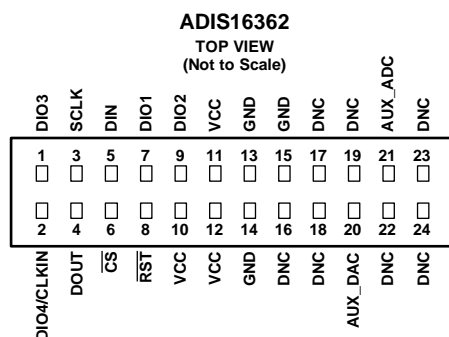 ADIS16362
TOP VIEW
(Not to Scale)
DIO3 SCLK DIN DIO1 DIO2 VCC GND GND DNC DNC AUX_ADC DNC
1 3 5 7 9 11 13 15 17 19 21 23
2 4 6 8 10 12 14 16 18 20 22 24
DIO4/CLKIN DOUT CS RST VCC VCC GND DNC DNC AUX_DAC DNC DNC